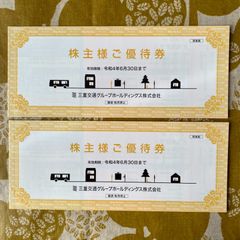 株主様ご優待券
有効期限：令和4年6月30日まで
三重交通グループホールディングス株式会社
株主様ご優待券
有効期限：令和4年6月30日まで
三重交通グループホールディングス株式会社